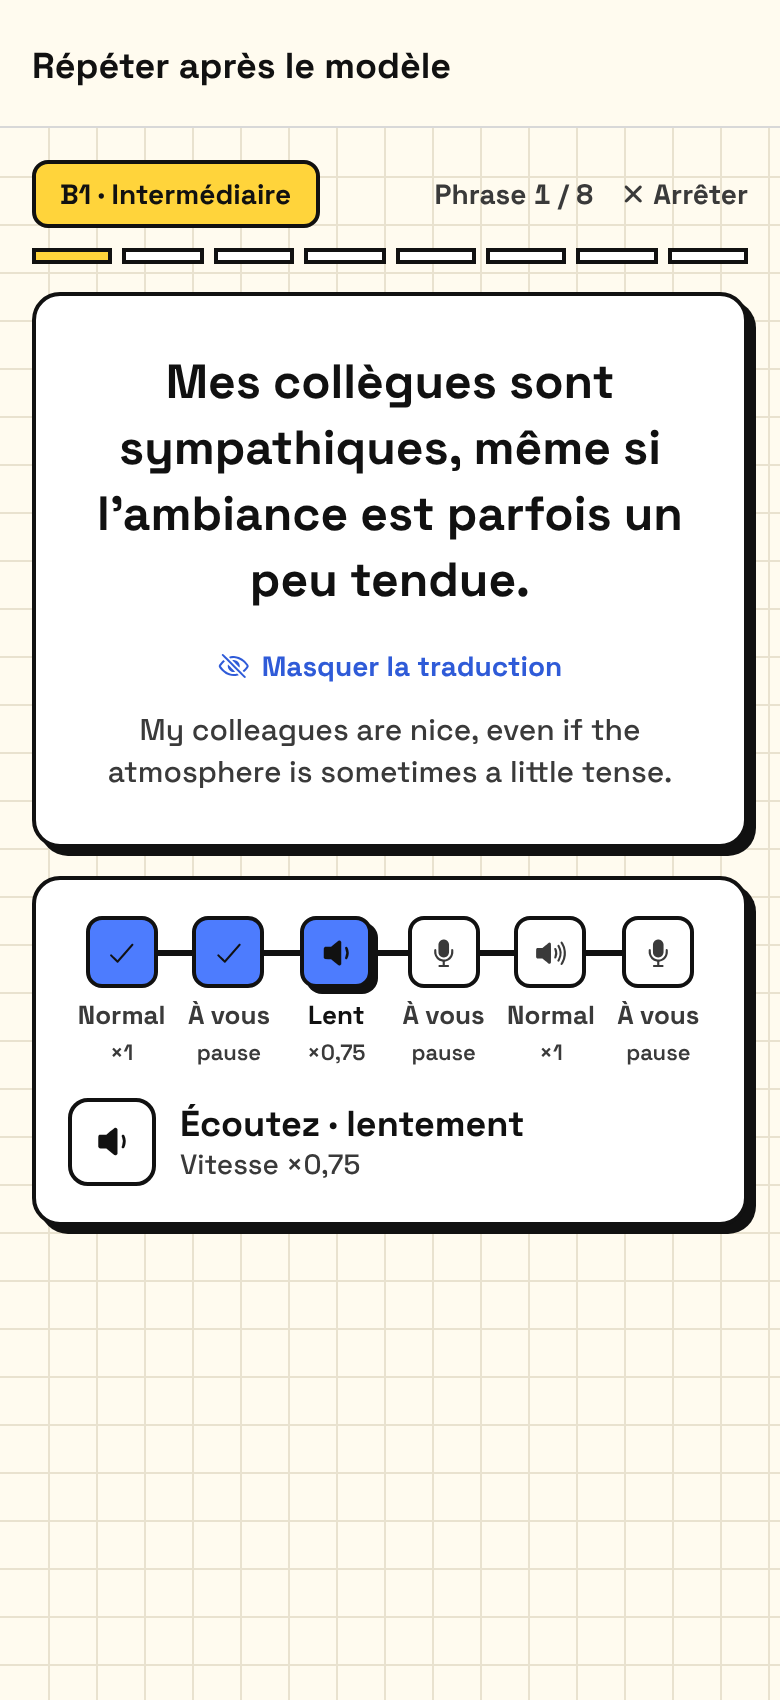 Répéter après le modèle
B1 · Intermédiaire
Phrase 1 / 8
✕ Arrêter
Mes collègues sont
sympathiques, même si
l’ambiance est parfois un
peu tendue.
Masquer la traduction
My colleagues are nice, even if the
atmosphere is sometimes a little tense.
Normal À vous Lent À vous Normal À vous
×1 pause ×0,75 pause ×1 pause
Écoutez · lentement
Vitesse ×0,75